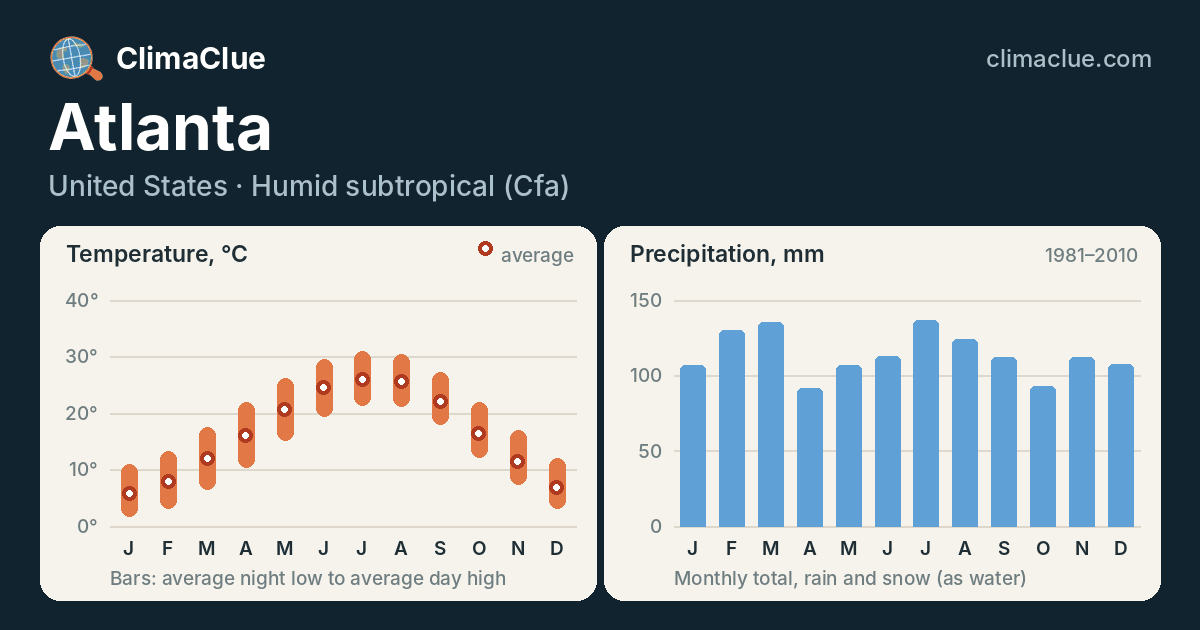 ClimaClue
climaclue.com
Atlanta
United States · Humid subtropical (Cfa)
Temperature, °C
average
40°
30°
20°
10°
0°
J F M A M J J A S O N D
Bars: average night low to average day high
Precipitation, mm
1981–2010
150
100
50
0
J F M A M J J A S O N D
Monthly total, rain and snow (as water)